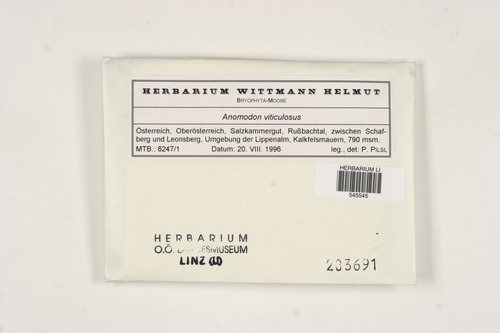 HERBARIUM WITTMANN HELMUT
BRYOPHYTA-MOOSE
Anomodon viticulosus
Österreich, Oberösterreich, Salzkammergut, Rußbachtal, zwischen Schaf-
berg und Leonsberg, Umgebung der Lippenalm, Kalkfelsmauern, 790 msm.
MTB.: 8247/1 Datum: 20. VIII. 1996 leg., det: P. PILSL
HERBARIUM LI
545545
HERBARIUM
O.Ö. MUSEUM
LINZ (LI)
233691